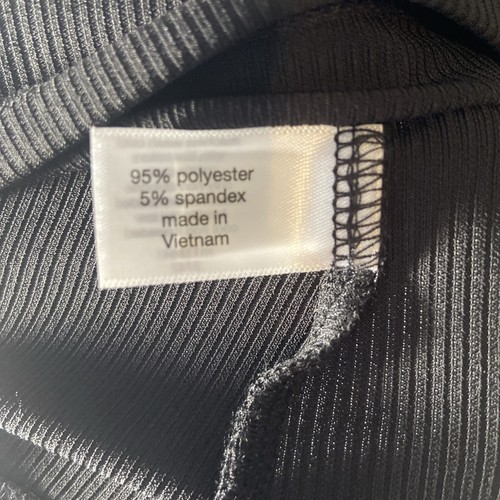 95% polyester
5% spandex
made in
Vietnam